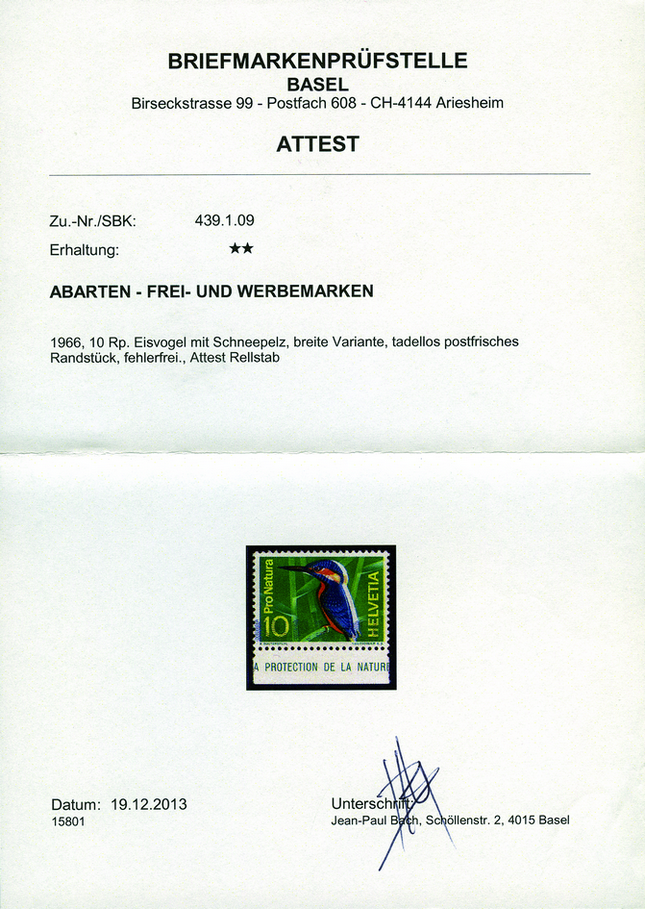 BRIEFMARKENPRÜFSTELLE
BASEL
Birseckstrasse 99 - Postfach 608 - CH-4144 Ariesheim
ATTEST
Zu.-Nr./SBK: 439.1.09
Erhaltung: ★★
ABARTEN - FREI- UND WERBEMARKEN
1966, 10 Rp. Eisvogel mit Schneepelz, breite Variante, tadellos postfrisches
Randstück, fehlerfrei., Attest Rellstab
Pro Natura
10
HELVETIA
A PROTECTION DE LA NATURE
Datum: 19.12.2013
15801
Unterschrift:
Jean-Paul Bach, Schöllenstr. 2, 4015 Basel